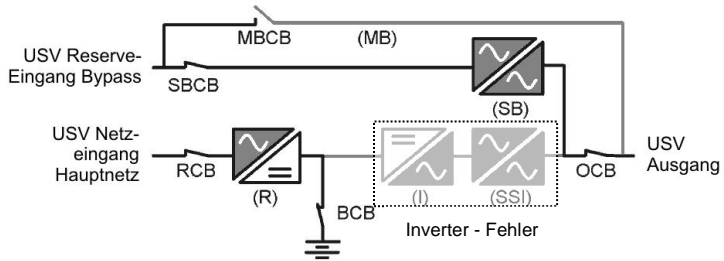 MBCB
(MB)
USV Reserve-
Eingang Bypass
SBCB
(SB)
USV Netz-
eingang
Hauptnetz
RCB
(R)
BCB
(I)
(SSI)
OCB
USV
Ausgang
Inverter - Fehler